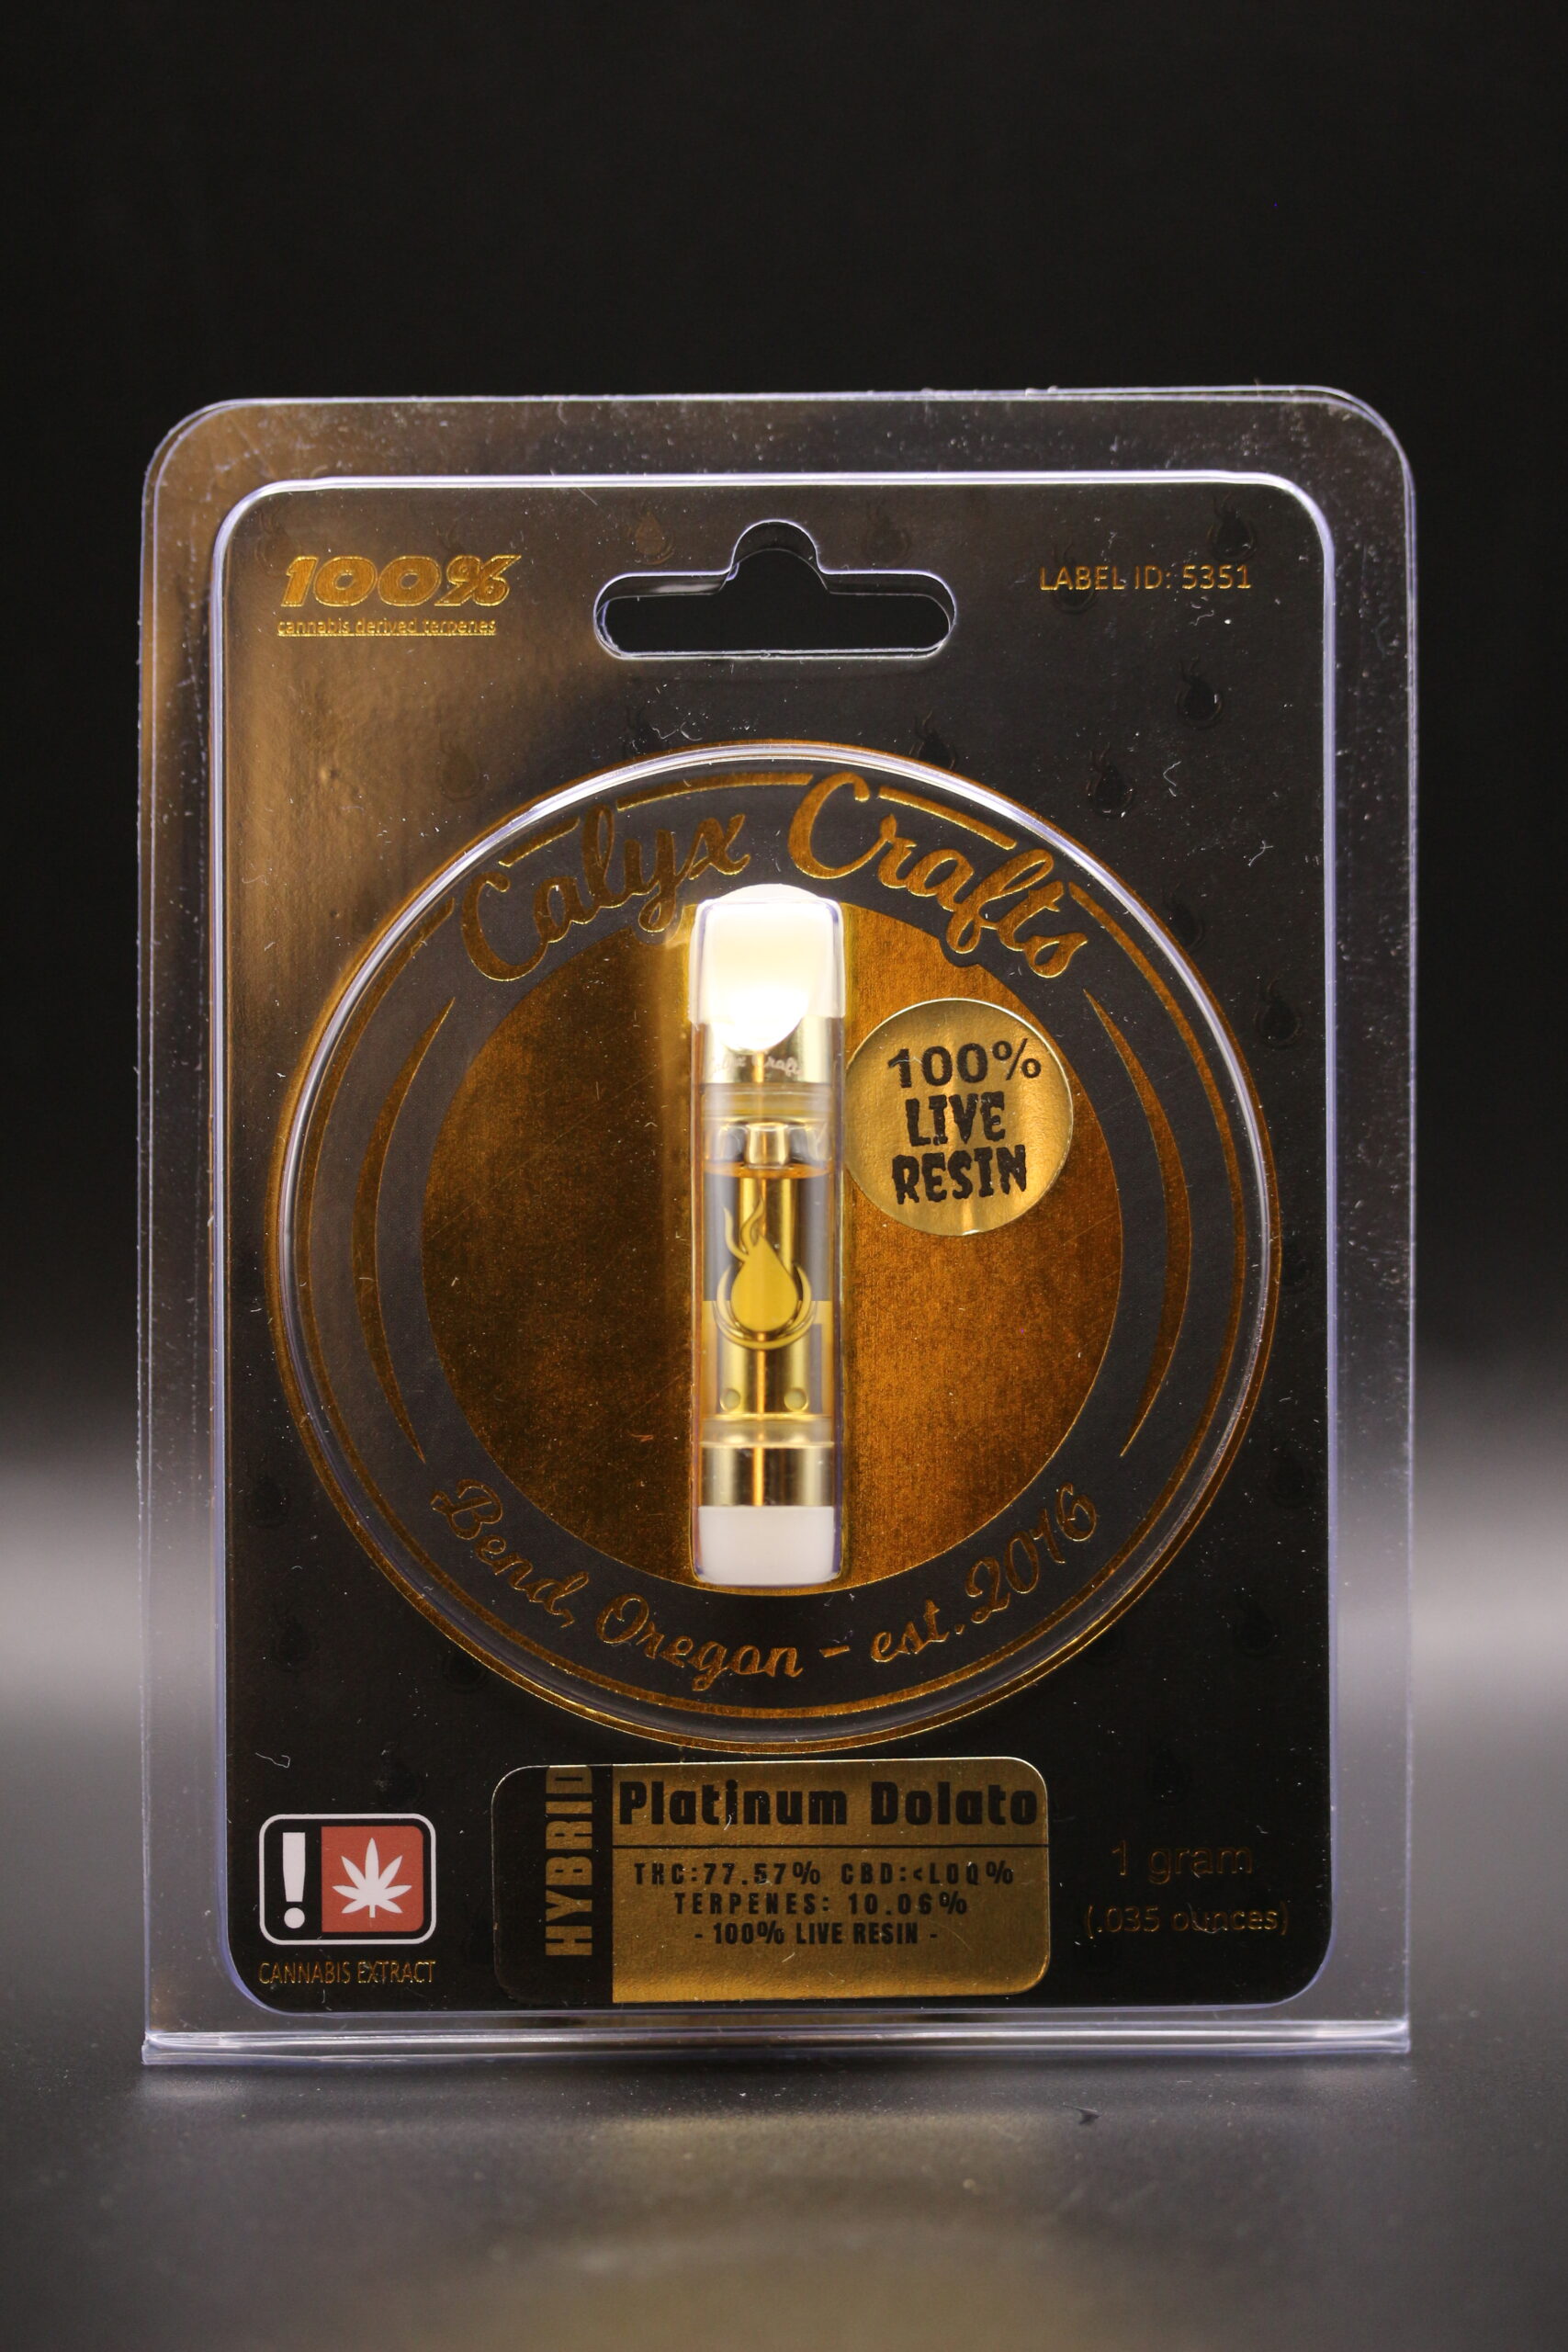 100%
cannabis derived terpenes
LABEL ID: 5351
Calyx Crafts
100%
LIVE
RESIN
Bend, Oregon - est. 2016
HYBRID
Platinum Dolato
THC:77.57% CBD:<LOQ%
TERPENES: 10.06%
- 100% LIVE RESIN -
1 gram
(.035 ounces)
!
CANNABIS EXTRACT